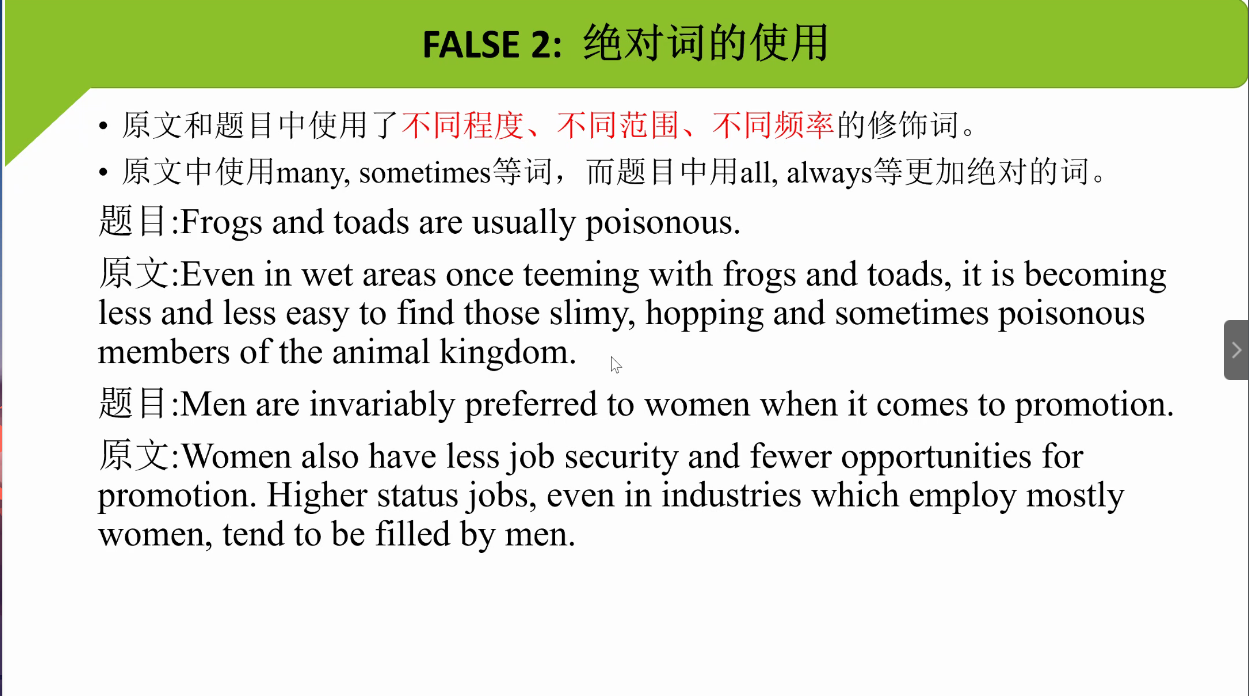 FALSE 2: 绝对词的使用
• 原文和题目中使用了不同程度、不同范围、不同频率的修饰词。
• 原文中使用many, sometimes等词，而题目中用all, always等更加绝对的词。
题目:Frogs and toads are usually poisonous.
原文:Even in wet areas once teeming with frogs and toads, it is becoming
less and less easy to find those slimy, hopping and sometimes poisonous
members of the animal kingdom.
题目:Men are invariably preferred to women when it comes to promotion.
原文:Women also have less job security and fewer opportunities for
promotion. Higher status jobs, even in industries which employ mostly
women, tend to be filled by men.